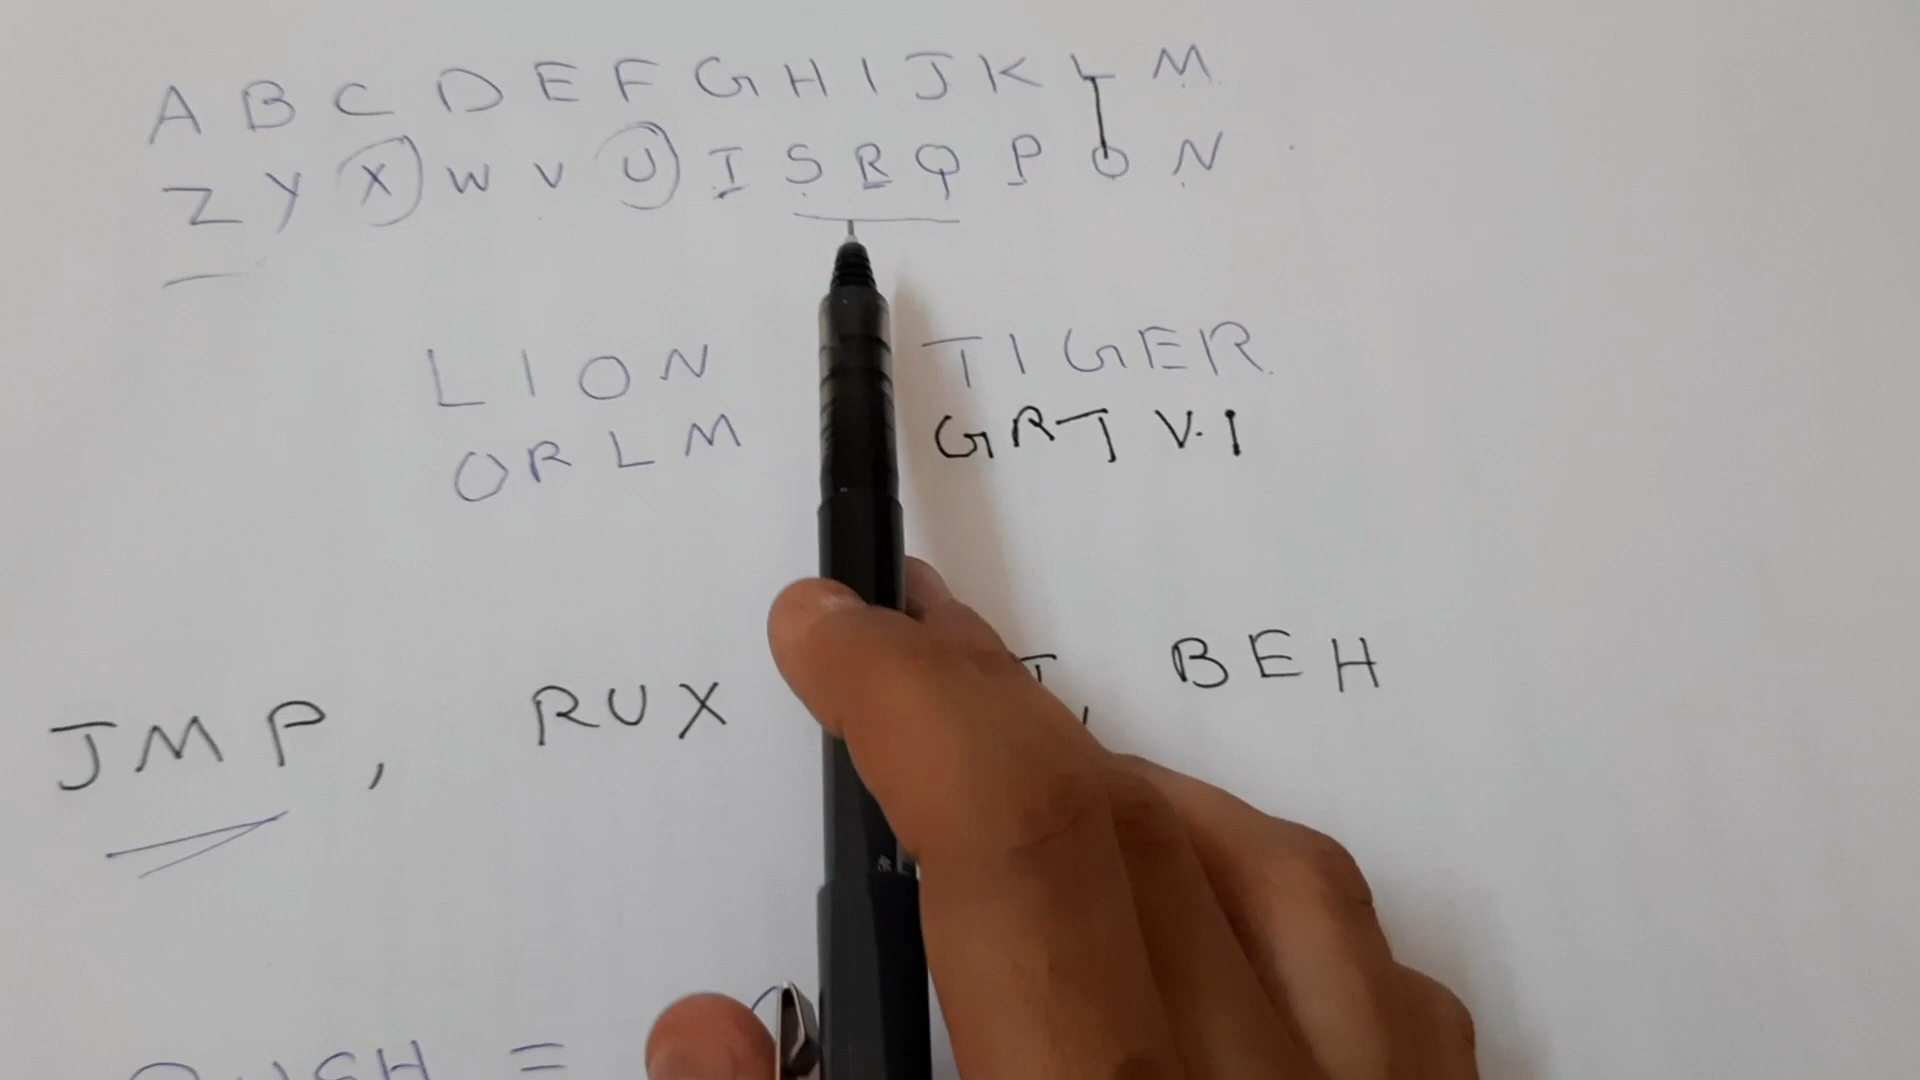 A B C D E F G H I J K L M
Z Y X W V U I S R Q P O N
LION TIGER
ORLM GRTVI
JMP, RUX , BEH
=